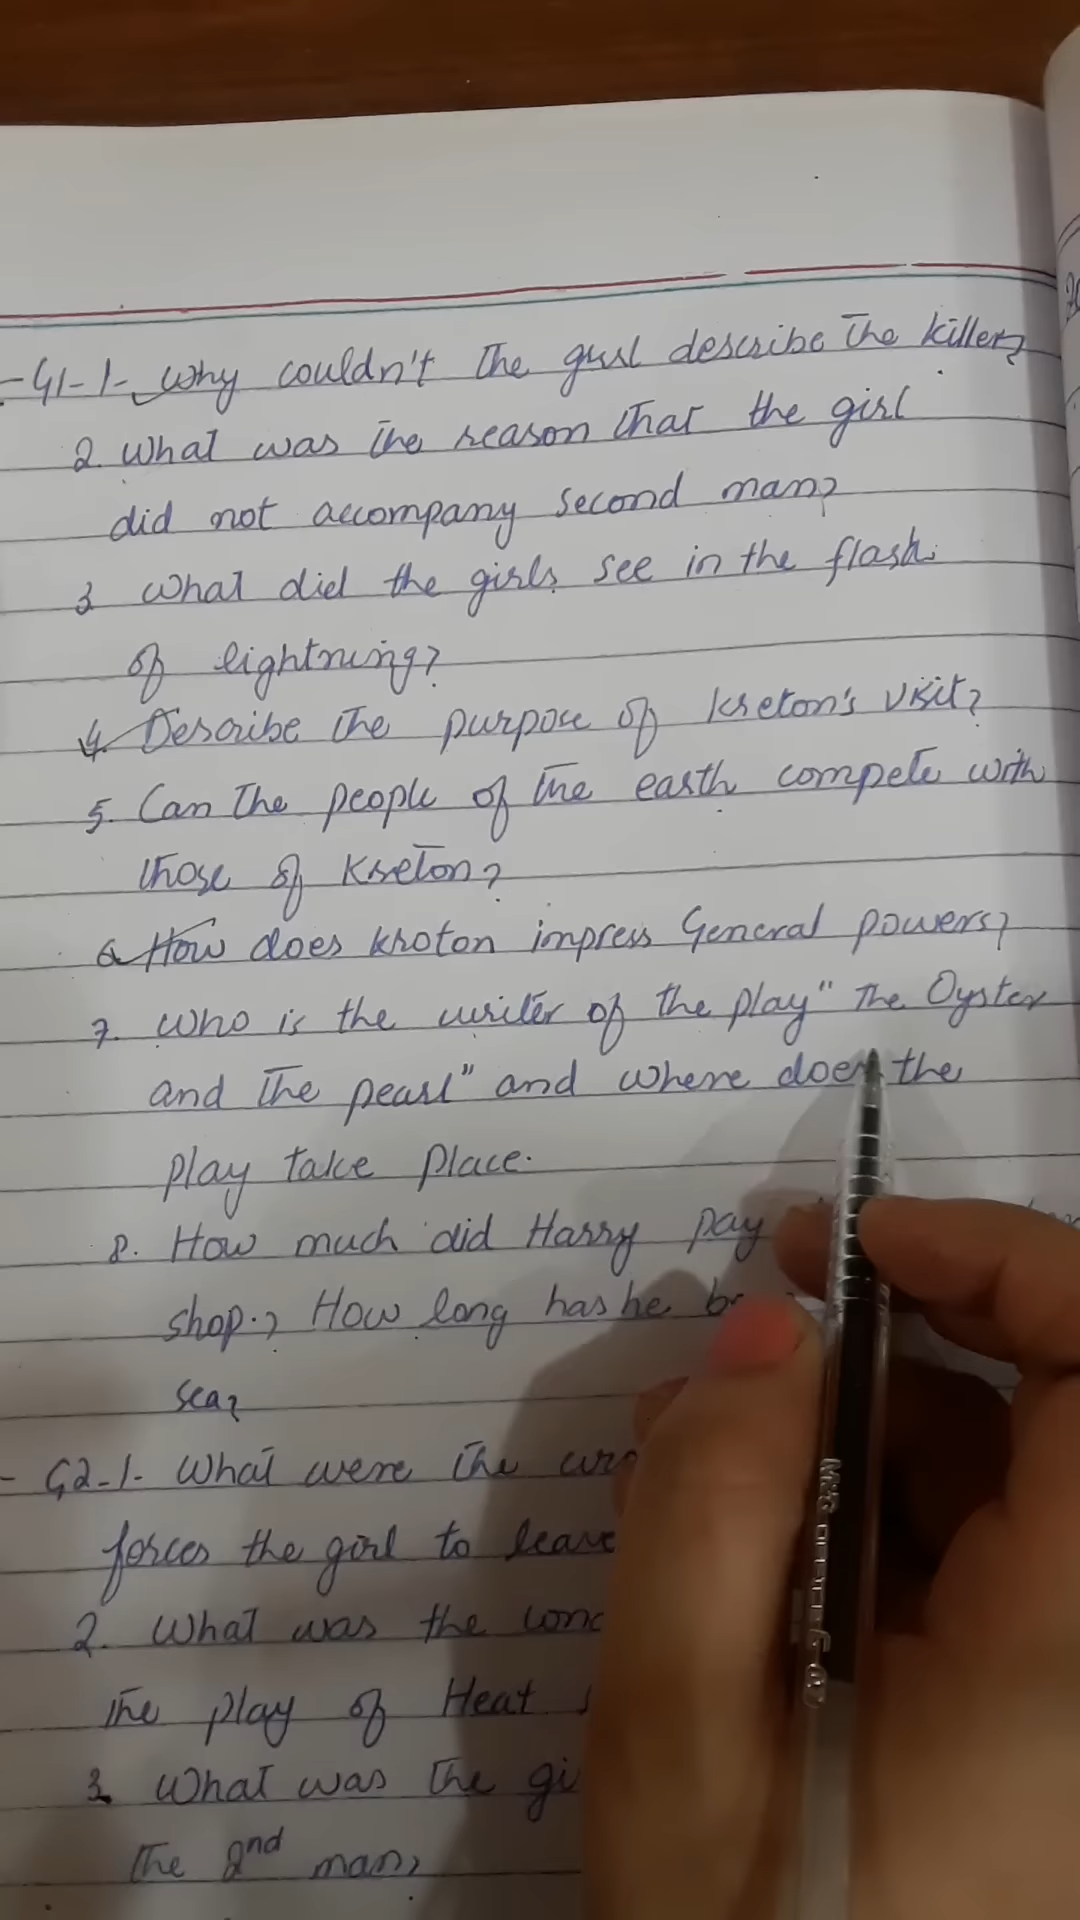 G1-1- Why couldn't the gurl describe the killer?
2. What was the reason that the girl
did not accompany second man?
3 What did the girls see in the flash
of lightning?
4. Describe the purpose of Kreton's visit?
5. Can the people of the earth compete with
those of Kreton?
6 How does kroton impress General powers?
7. Who is the writer of the play" The Oyster
and The pearl" and where does the
play take place.
8. How much did Harry pay
shop.? How long has he
sea?
G2-1- What were the
forces the girl to leave
2. What was the
the play of Heat
3 What was the
the 2nd man?